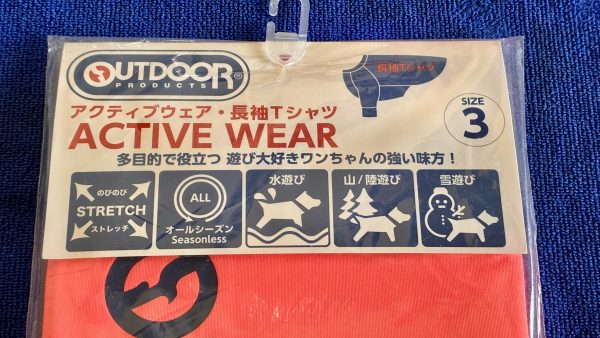 OUTDOOR®
PRODUCTS
長袖Tシャツ
アクティブウェア・長袖Tシャツ
ACTIVE WEAR
SIZE
3
多目的で役立つ 遊び大好きワンちゃんの強い味方！
のびのび
STRETCH
ストレッチ
ALL
オールシーズン
Seasonless
水遊び
山/陸遊び
雪遊び